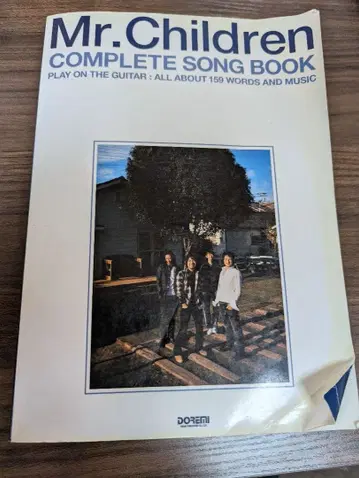 Mr.Children
COMPLETE SONG BOOK
PLAY ON THE GUITAR : ALL ABOUT 159 WORDS AND MUSIC
DOREMI